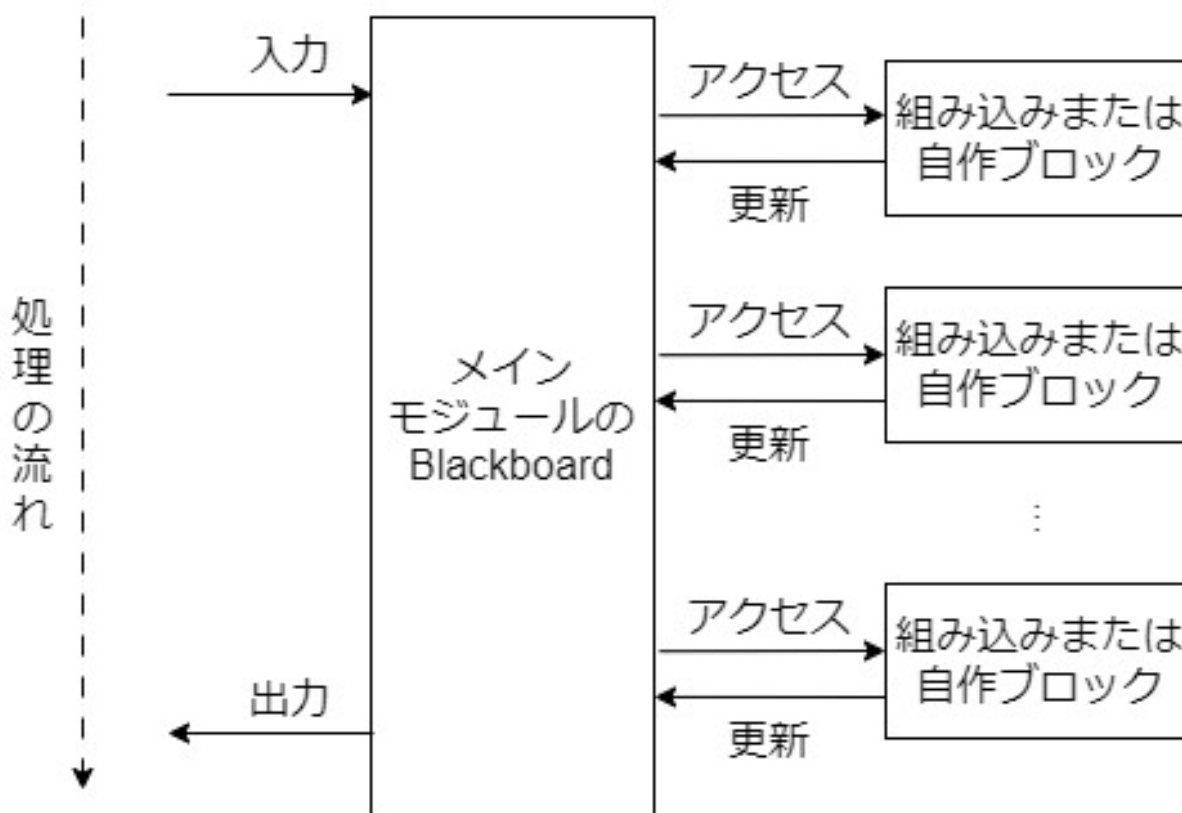 処理の流れ
入力
出力
メイン
モジュールの
Blackboard
アクセス
更新
組み込みまたは
自作ブロック
アクセス
更新
組み込みまたは
自作ブロック
⋮
アクセス
更新
組み込みまたは
自作ブロック